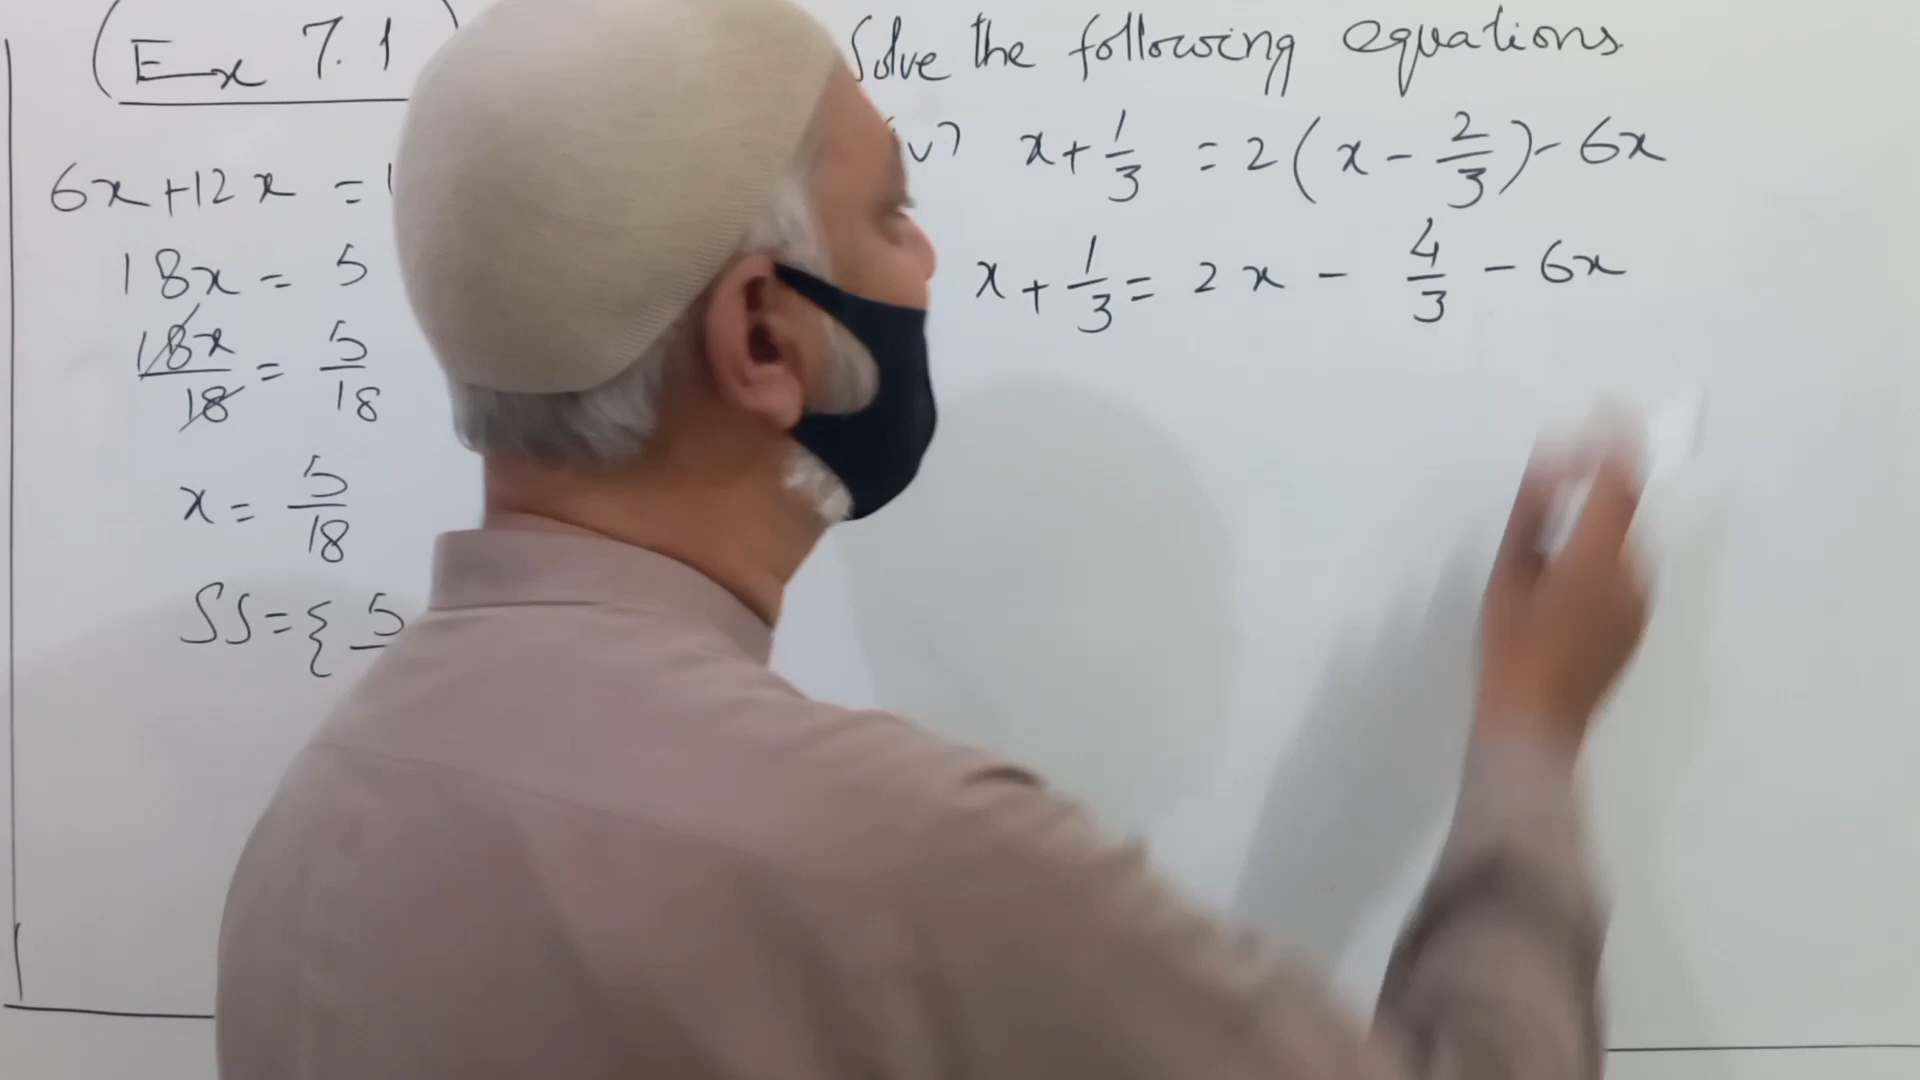 Ex 7.1
6x+12x =
18x = 5
18x/18 = 5/18
x = 5/18
SS={ 5
Solve the following equations
iv) x+1/3 =2(x-2/3)-6x
x+1/3= 2x - 4/3 - 6x